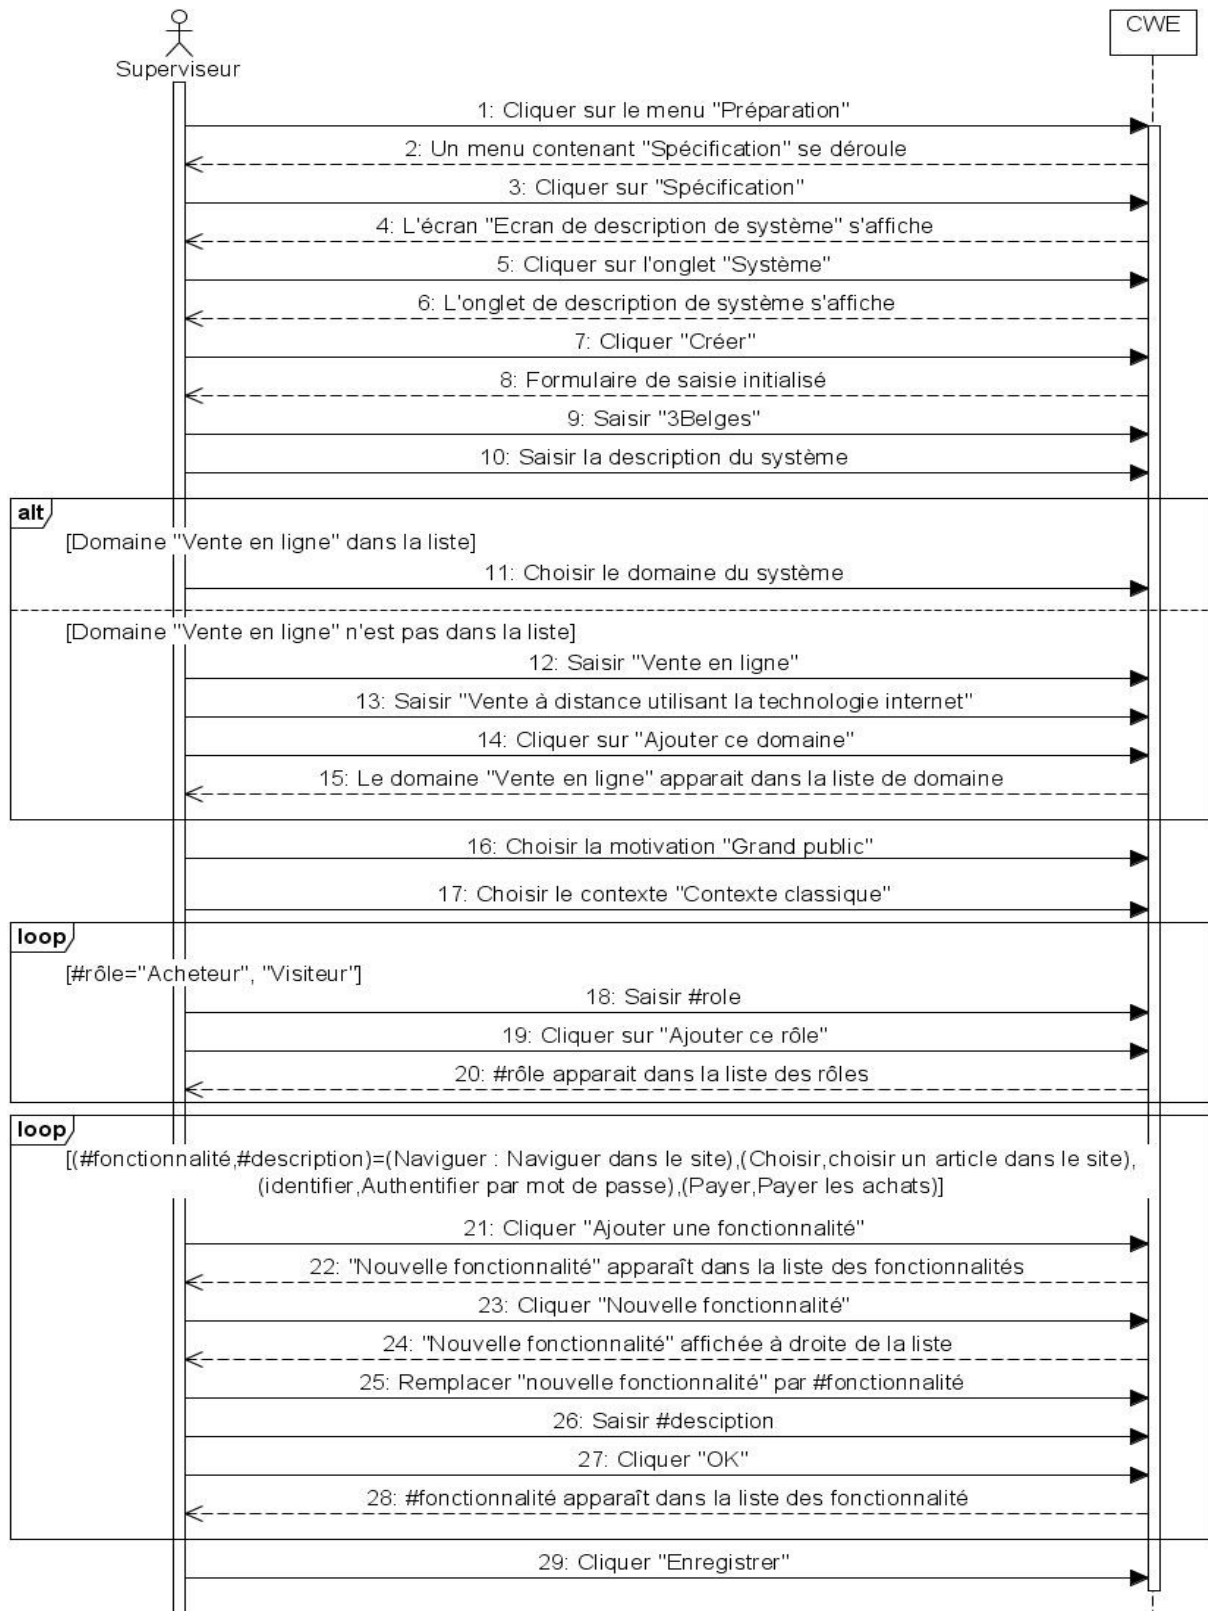 CWE
Superviseur
1: Cliquer sur le menu "Préparation"
2: Un menu contenant "Spécification" se déroule
3: Cliquer sur "Spécification"
4: L'écran "Ecran de description de système" s'affiche
5: Cliquer sur l'onglet "Système"
6: L'onglet de description de système s'affiche
7: Cliquer "Créer"
8: Formulaire de saisie initialisé
9: Saisir "3Belges"
10: Saisir la description du système
alt
[Domaine "Vente en ligne" dans la liste]
11: Choisir le domaine du système
[Domaine "Vente en ligne" n'est pas dans la liste]
12: Saisir "Vente en ligne"
13: Saisir "Vente à distance utilisant la technologie internet"
14: Cliquer sur "Ajouter ce domaine"
15: Le domaine "Vente en ligne" apparait dans la liste de domaine
16: Choisir la motivation "Grand public"
17: Choisir le contexte "Contexte classique"
loop
[#rôle="Acheteur", "Visiteur"]
18: Saisir #role
19: Cliquer sur "Ajouter ce rôle"
20: #rôle apparait dans la liste des rôles
loop
[(#fonctionnalité,#description)=(Naviguer : Naviguer dans le site),(Choisir,choisir un article dans le site),
(identifier,Authentifier par mot de passe),(Payer,Payer les achats)]
21: Cliquer "Ajouter une fonctionnalité"
22: "Nouvelle fonctionnalité" apparaît dans la liste des fonctionnalités
23: Cliquer "Nouvelle fonctionnalité"
24: "Nouvelle fonctionnalité" affichée à droite de la liste
25: Remplacer "nouvelle fonctionnalité" par #fonctionnalité
26: Saisir #desciption
27: Cliquer "OK"
28: #fonctionnalité apparaît dans la liste des fonctionnalité
29: Cliquer "Enregistrer"